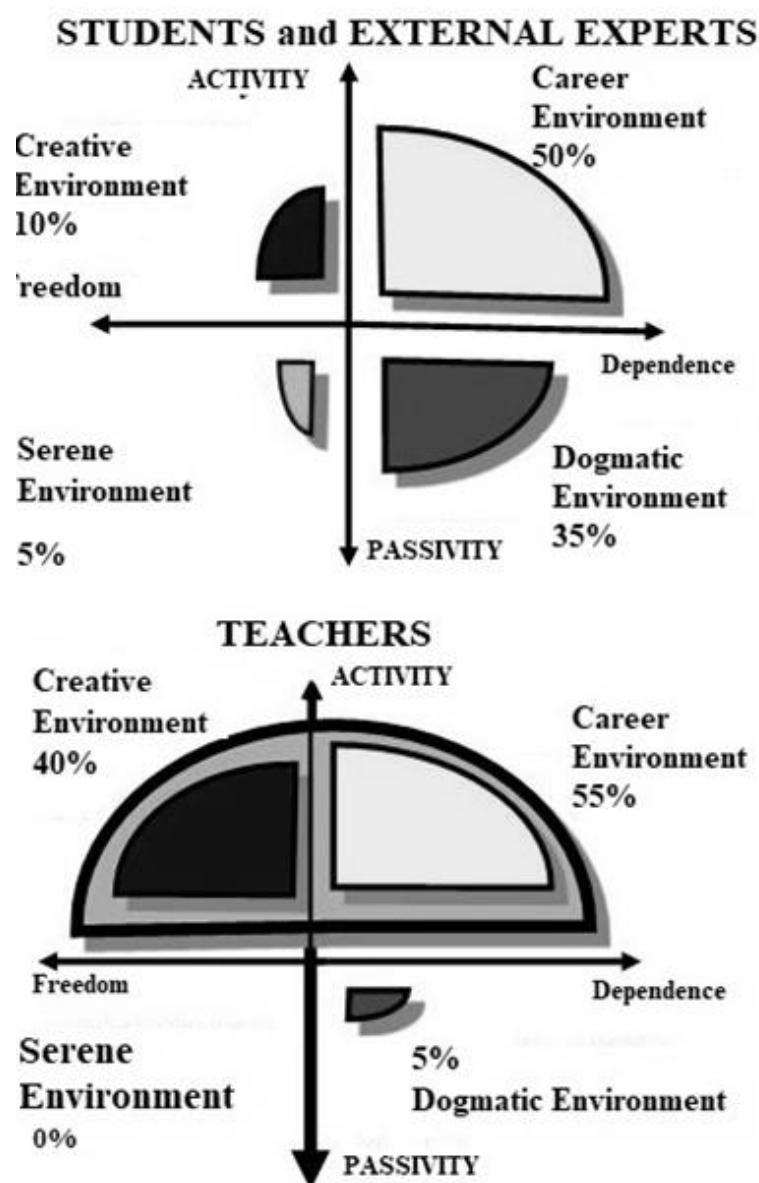 STUDENTS and EXTERNAL EXPERTS
ACTIVITY
Career
Environment
50%
Creative
Environment
10%
reedom
Dependence
Serene
Environment
5%
Dogmatic
Environment
35%
PASSIVITY
TEACHERS
Creative
Environment
40%
ACTIVITY
Career
Environment
55%
Freedom
Dependence
Serene
Environment
0%
5%
Dogmatic Environment
PASSIVITY